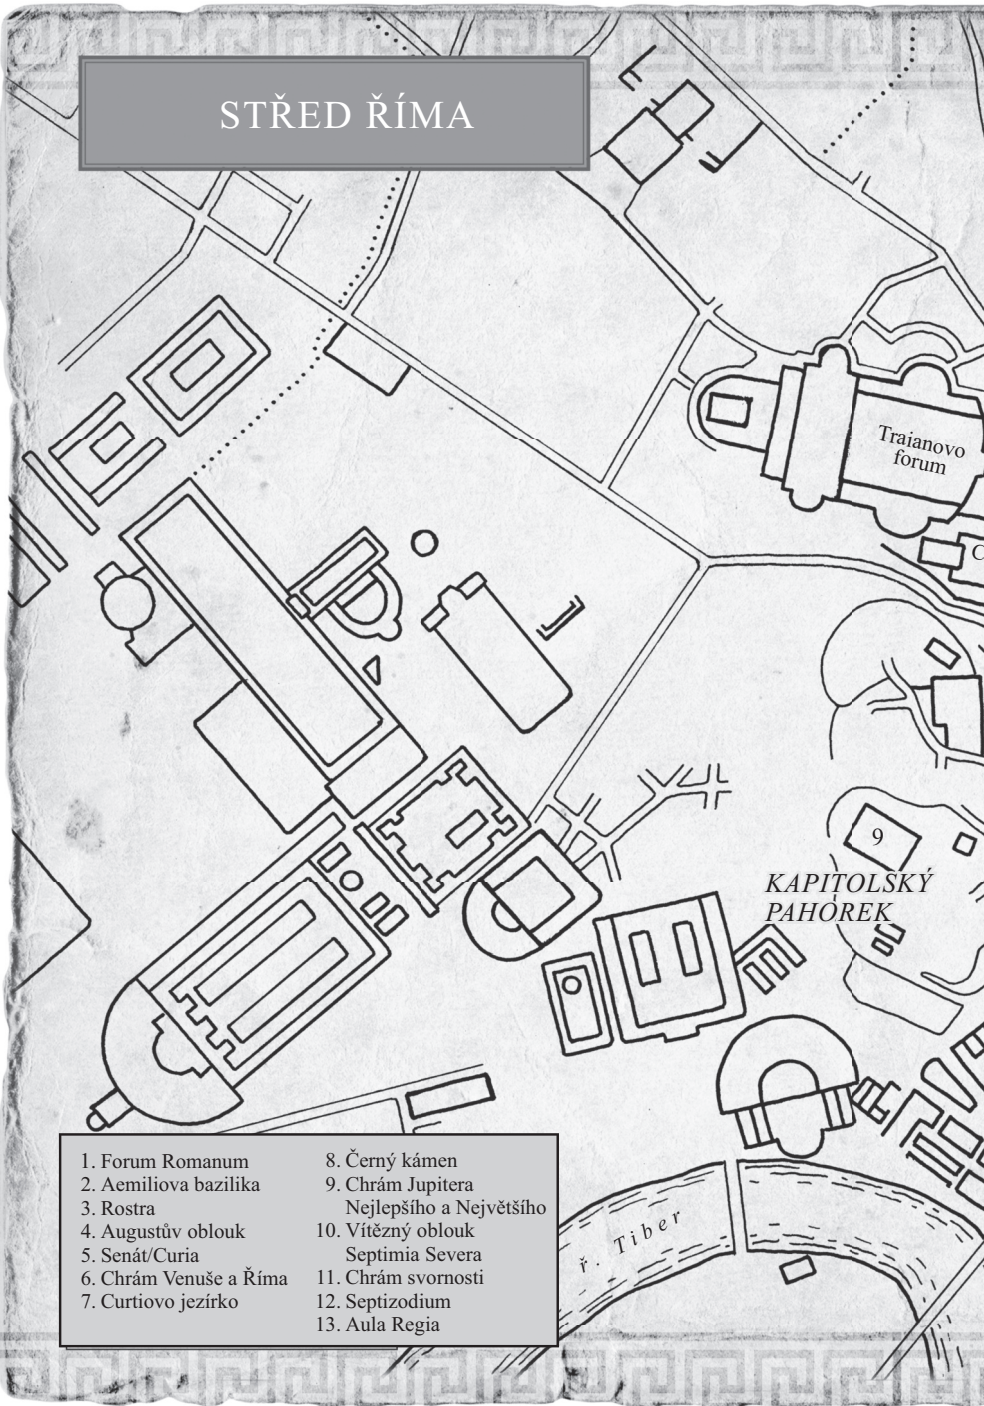 STŘED ŘÍMA
Traianovo
forum
C
9
KAPITOLSKÝ
PAHOREK
ř. Tiber
1. Forum Romanum
2. Aemiliova bazilika
3. Rostra
4. Augustův oblouk
5. Senát/Curia
6. Chrám Venuše a Říma
7. Curtiovo jezírko
8. Černý kámen
9. Chrám Jupitera
Nejlepšího a Největšího
10. Vítězný oblouk
Septimia Severa
11. Chrám svornosti
12. Septizodium
13. Aula Regia